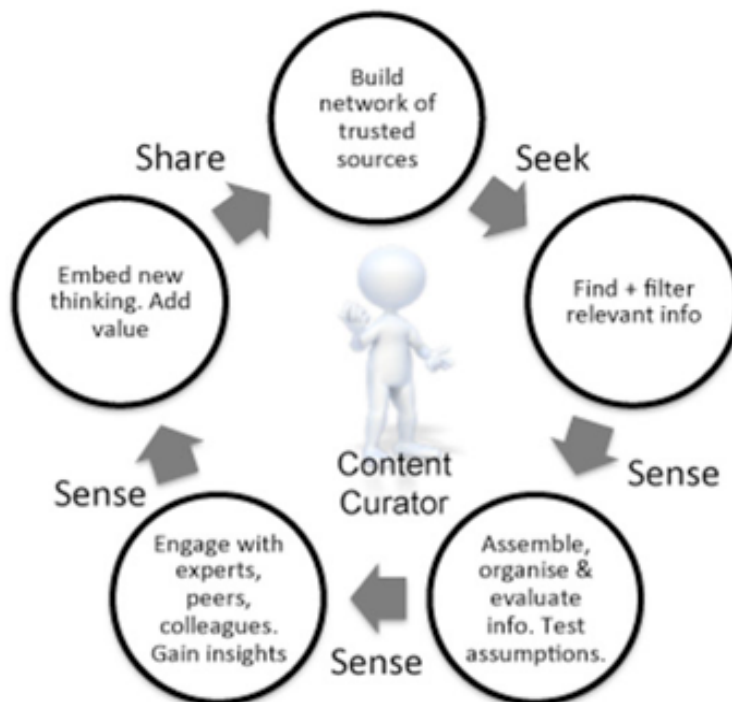 Build
network of
trusted
sources
Seek
Find + filter
relevant info
Sense
Assemble,
organise &
evaluate
info. Test
assumptions.
Sense
Engage with
experts,
peers,
colleagues.
Gain insights
Sense
Embed new
thinking. Add
value
Share
Content
Curator